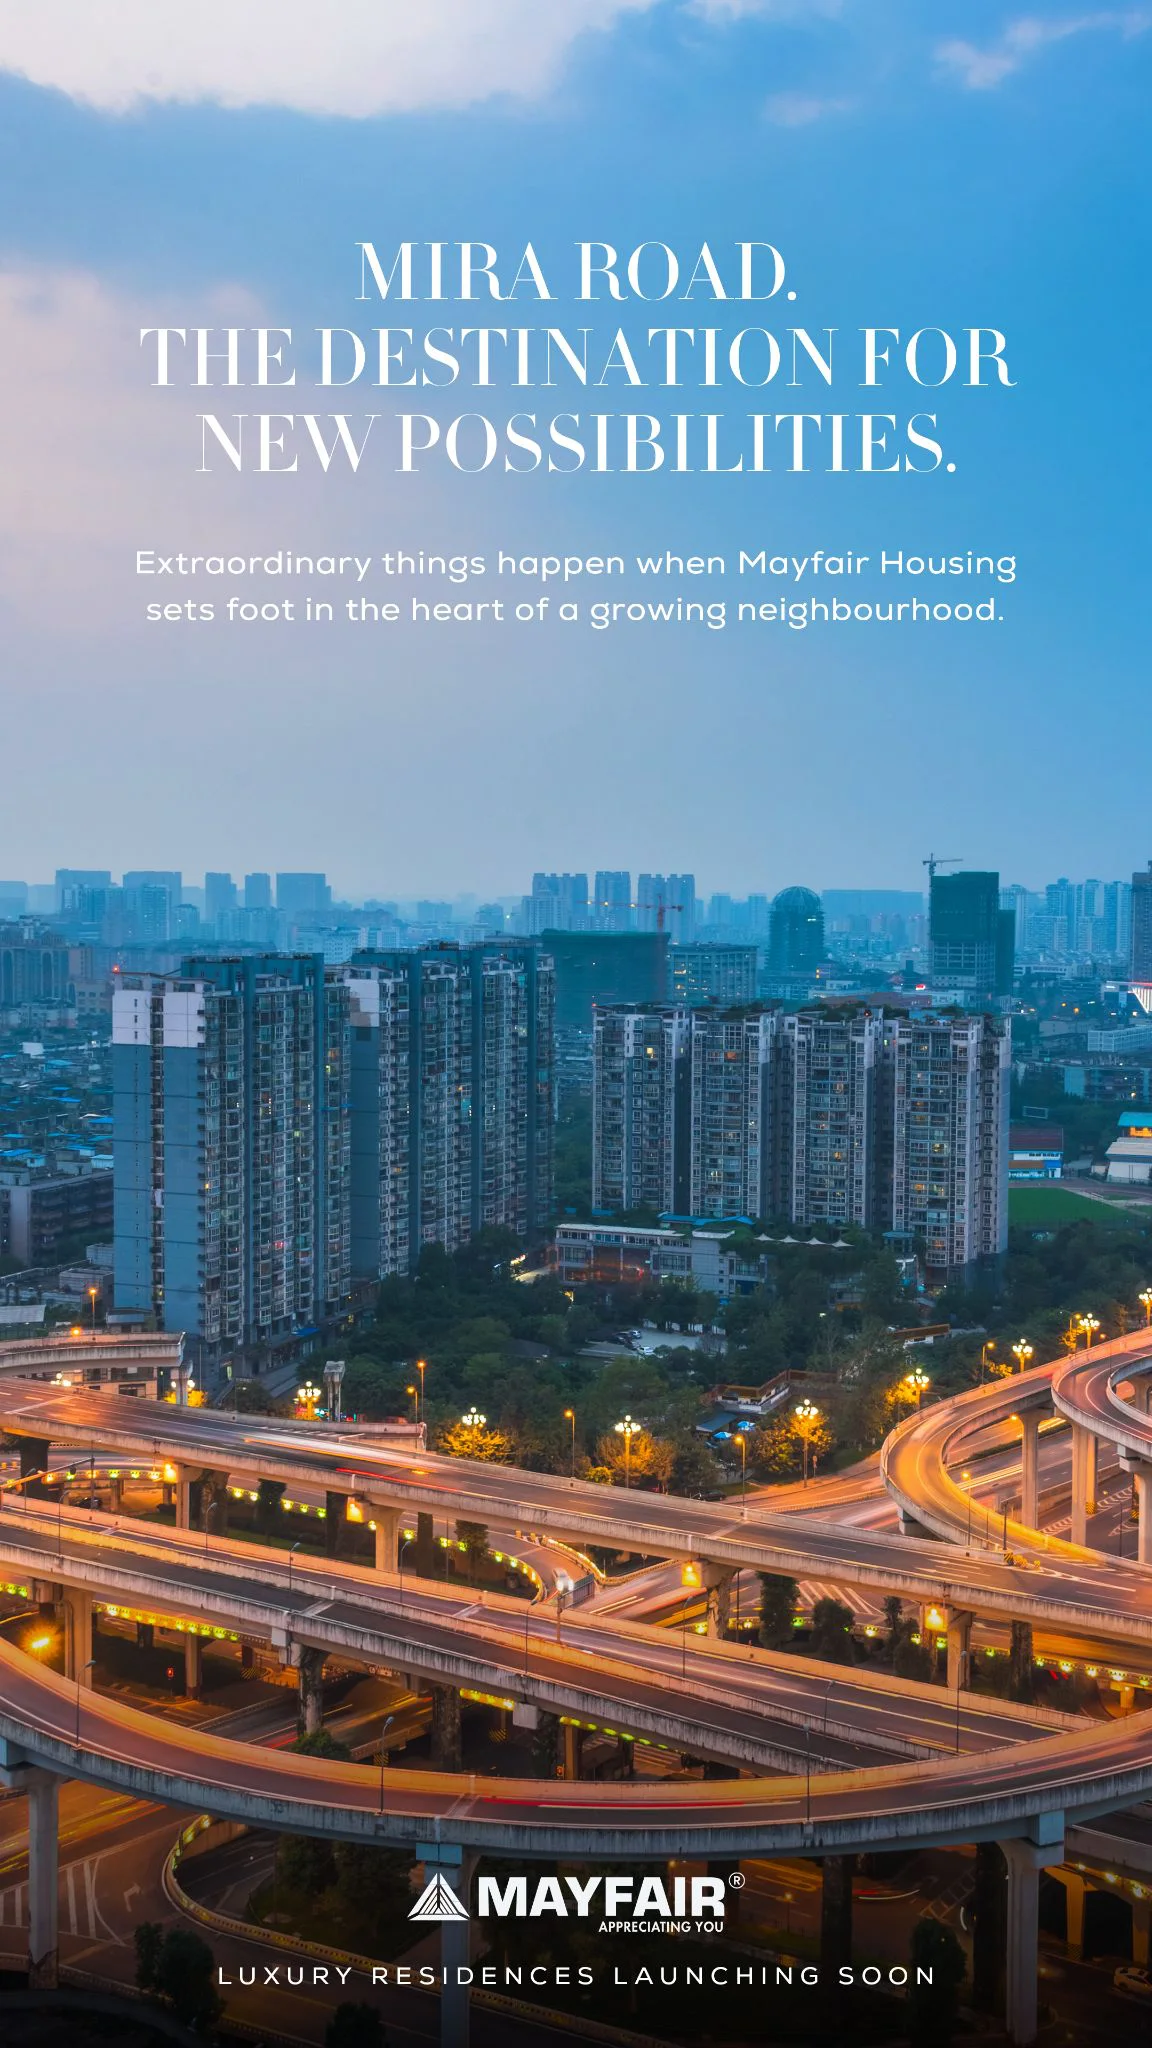 MIRA ROAD.
THE DESTINATION FOR
NEW POSSIBILITIES.
Extraordinary things happen when Mayfair Housing
sets foot in the heart of a growing neighbourhood.
MAYFAIR®
APPRECIATING YOU
LUXURY RESIDENCES LAUNCHING SOON